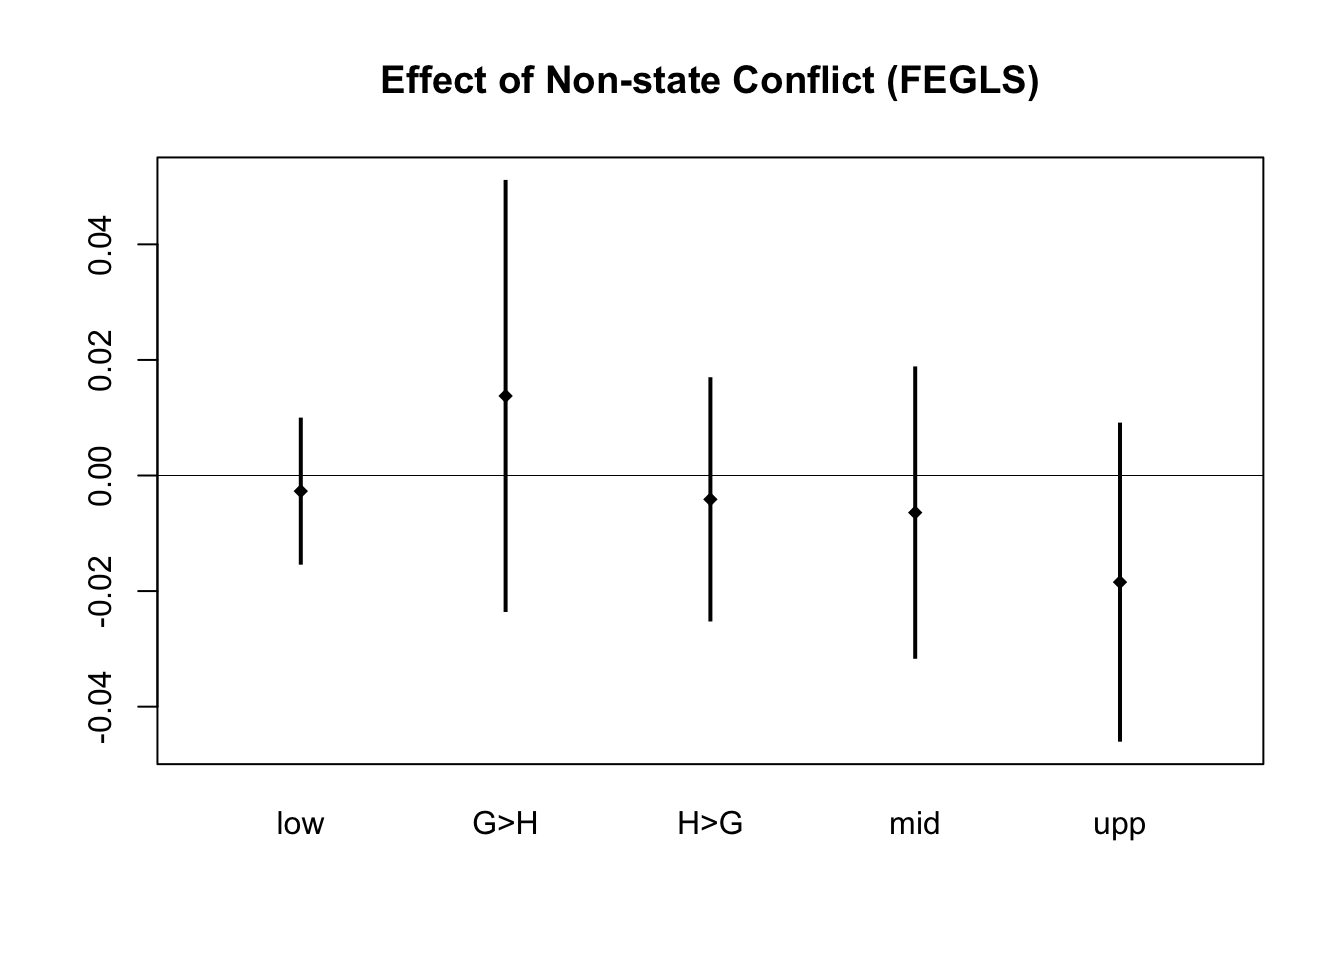 Effect of Non-state Conflict (FEGLS)
0.04
0.02
0.00
-0.02
-0.04
low G>H H>G mid upp